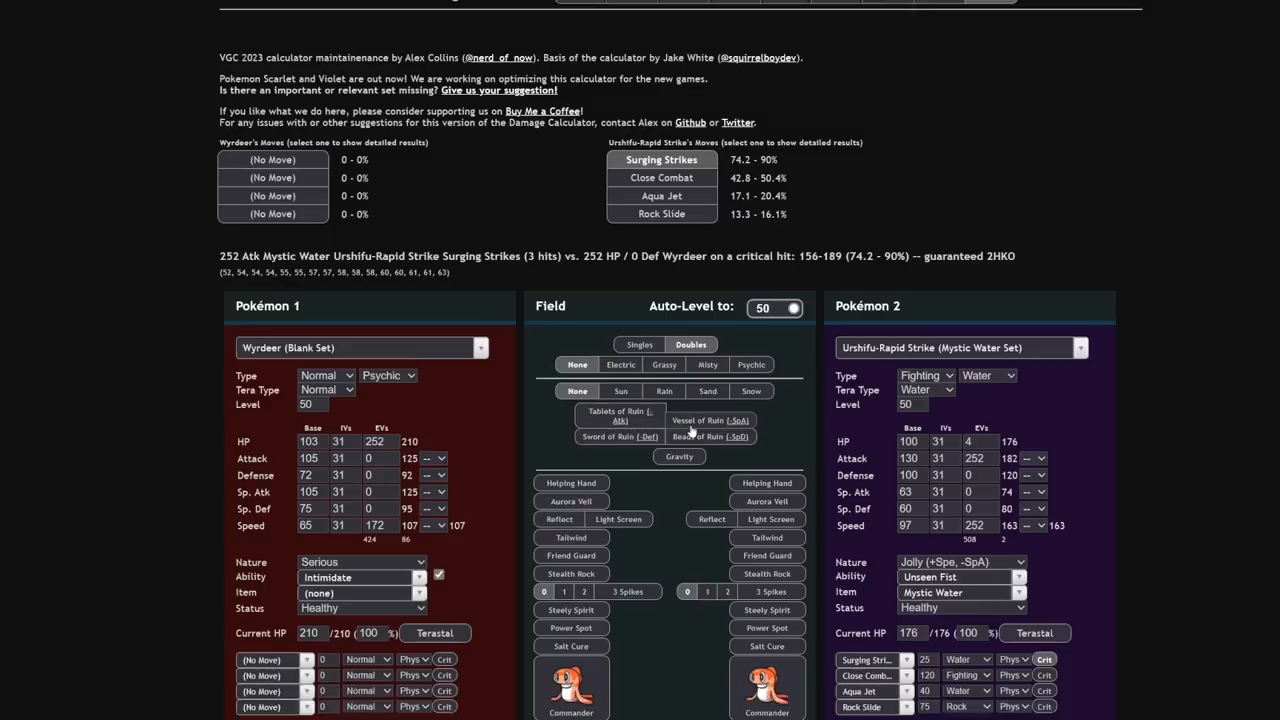 VGC 2023 calculator maintainenance by Alex Collins (@nerd_of_now). Basis of the calculator by Jake White (@squirrelboydev).
Pokemon Scarlet and Violet are out now! We are working on optimizing this calculator for the new games.
Is there an important or relevant set missing? Give us your suggestion!
If you like what we do here, please consider supporting us on Buy Me a Coffee!
For any issues with or other suggestions for this version of the Damage Calculator, contact Alex on Github or Twitter.
Wyrdeer's Moves (select one to show detailed results)
(No Move) 0 - 0%
(No Move) 0 - 0%
(No Move) 0 - 0%
(No Move) 0 - 0%
Urshifu-Rapid Strike's Moves (select one to show detailed results)
Surging Strikes 74.2 - 90%
Close Combat 42.8 - 50.4%
Aqua Jet 17.1 - 20.4%
Rock Slide 13.3 - 16.1%
252 Atk Mystic Water Urshifu-Rapid Strike Surging Strikes (3 hits) vs. 252 HP / 0 Def Wyrdeer on a critical hit: 156-189 (74.2 - 90%) -- guaranteed 2HKO
(52, 54, 54, 54, 55, 55, 57, 57, 58, 58, 58, 60, 60, 61, 61, 63)
Pokémon 1
Wyrdeer (Blank Set)
Type Normal Psychic
Tera Type Normal
Level 50
Base IVs EVs
HP 103 31 252 210
Attack 105 31 0 125 --
Defense 72 31 0 92 --
Sp. Atk 105 31 0 125 --
Sp. Def 75 31 0 95 --
Speed 65 31 172 107 -- 107
424 86
Nature Serious
Ability Intimidate
Item (none)
Status Healthy
Current HP 210 /210 ( 100 %) Terastal
(No Move) 0 Normal Phys Crit
(No Move) 0 Normal Phys Crit
(No Move) 0 Normal Phys Crit
(No Move) 0 Normal Phys Crit
Field Auto-Level to: 50
Singles Doubles
None Electric Grassy Misty Psychic
None Sun Rain Sand Snow
Tablets of Ruin (-
Atk) Vessel of Ruin (-SpA)
Sword of Ruin (-Def) Beads of Ruin (-SpD)
Gravity
Helping Hand Helping Hand
Aurora Veil Aurora Veil
Reflect Light Screen Reflect Light Screen
Tailwind Tailwind
Friend Guard Friend Guard
Stealth Rock Stealth Rock
0 1 2 3 Spikes 0 1 2 3 Spikes
Steely Spirit Steely Spirit
Power Spot Power Spot
Salt Cure Salt Cure
Commander Commander
Pokémon 2
Urshifu-Rapid Strike (Mystic Water Set)
Type Fighting Water
Tera Type Water
Level 50
Base IVs EVs
HP 100 31 4 176
Attack 130 31 252 182 --
Defense 100 31 0 120 --
Sp. Atk 63 31 0 74 --
Sp. Def 60 31 0 80 --
Speed 97 31 252 163 -- 163
508 2
Nature Jolly (+Spe, -SpA)
Ability Unseen Fist
Item Mystic Water
Status Healthy
Current HP 176 /176 ( 100 %) Terastal
Surging Stri... 25 Water Phys Crit
Close Comb... 120 Fighting Phys Crit
Aqua Jet 40 Water Phys Crit
Rock Slide 75 Rock Phys Crit